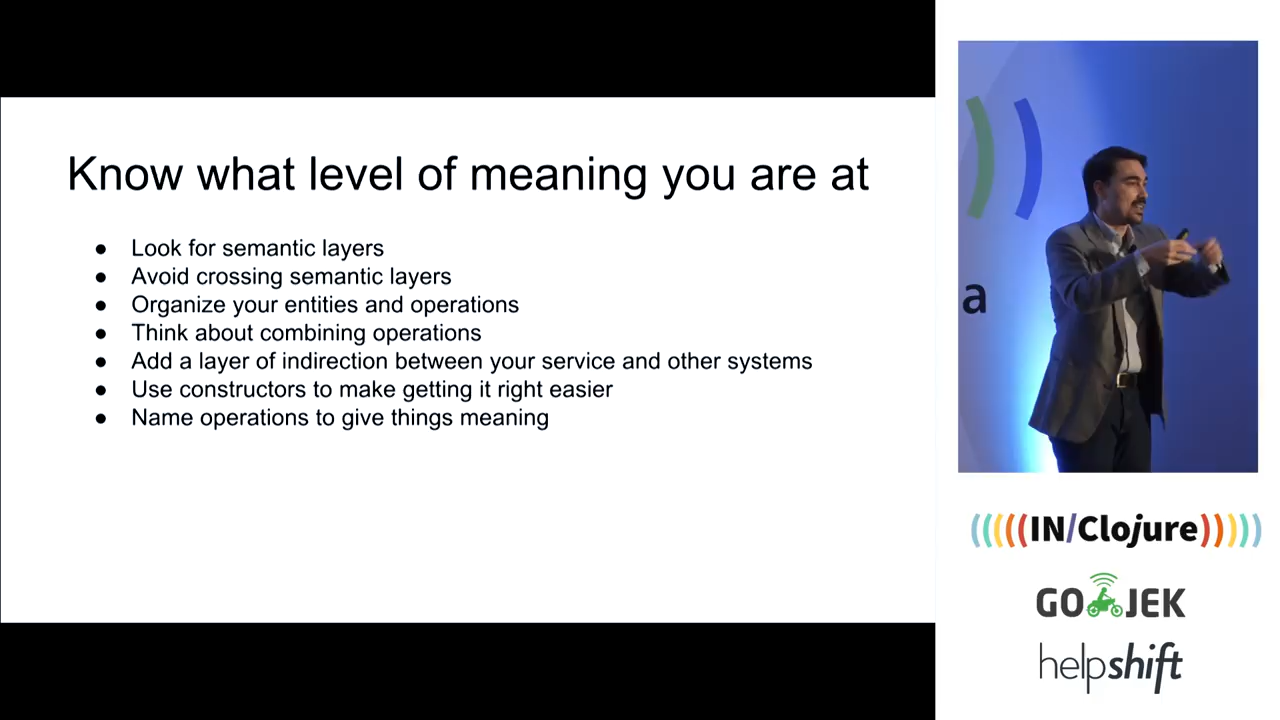 Know what level of meaning you are at
● Look for semantic layers
● Avoid crossing semantic layers
● Organize your entities and operations
● Think about combining operations
● Add a layer of indirection between your service and other systems
● Use constructors to make getting it right easier
● Name operations to give things meaning
a
(((((IN/Clojure)))))
GO JEK
helpshift